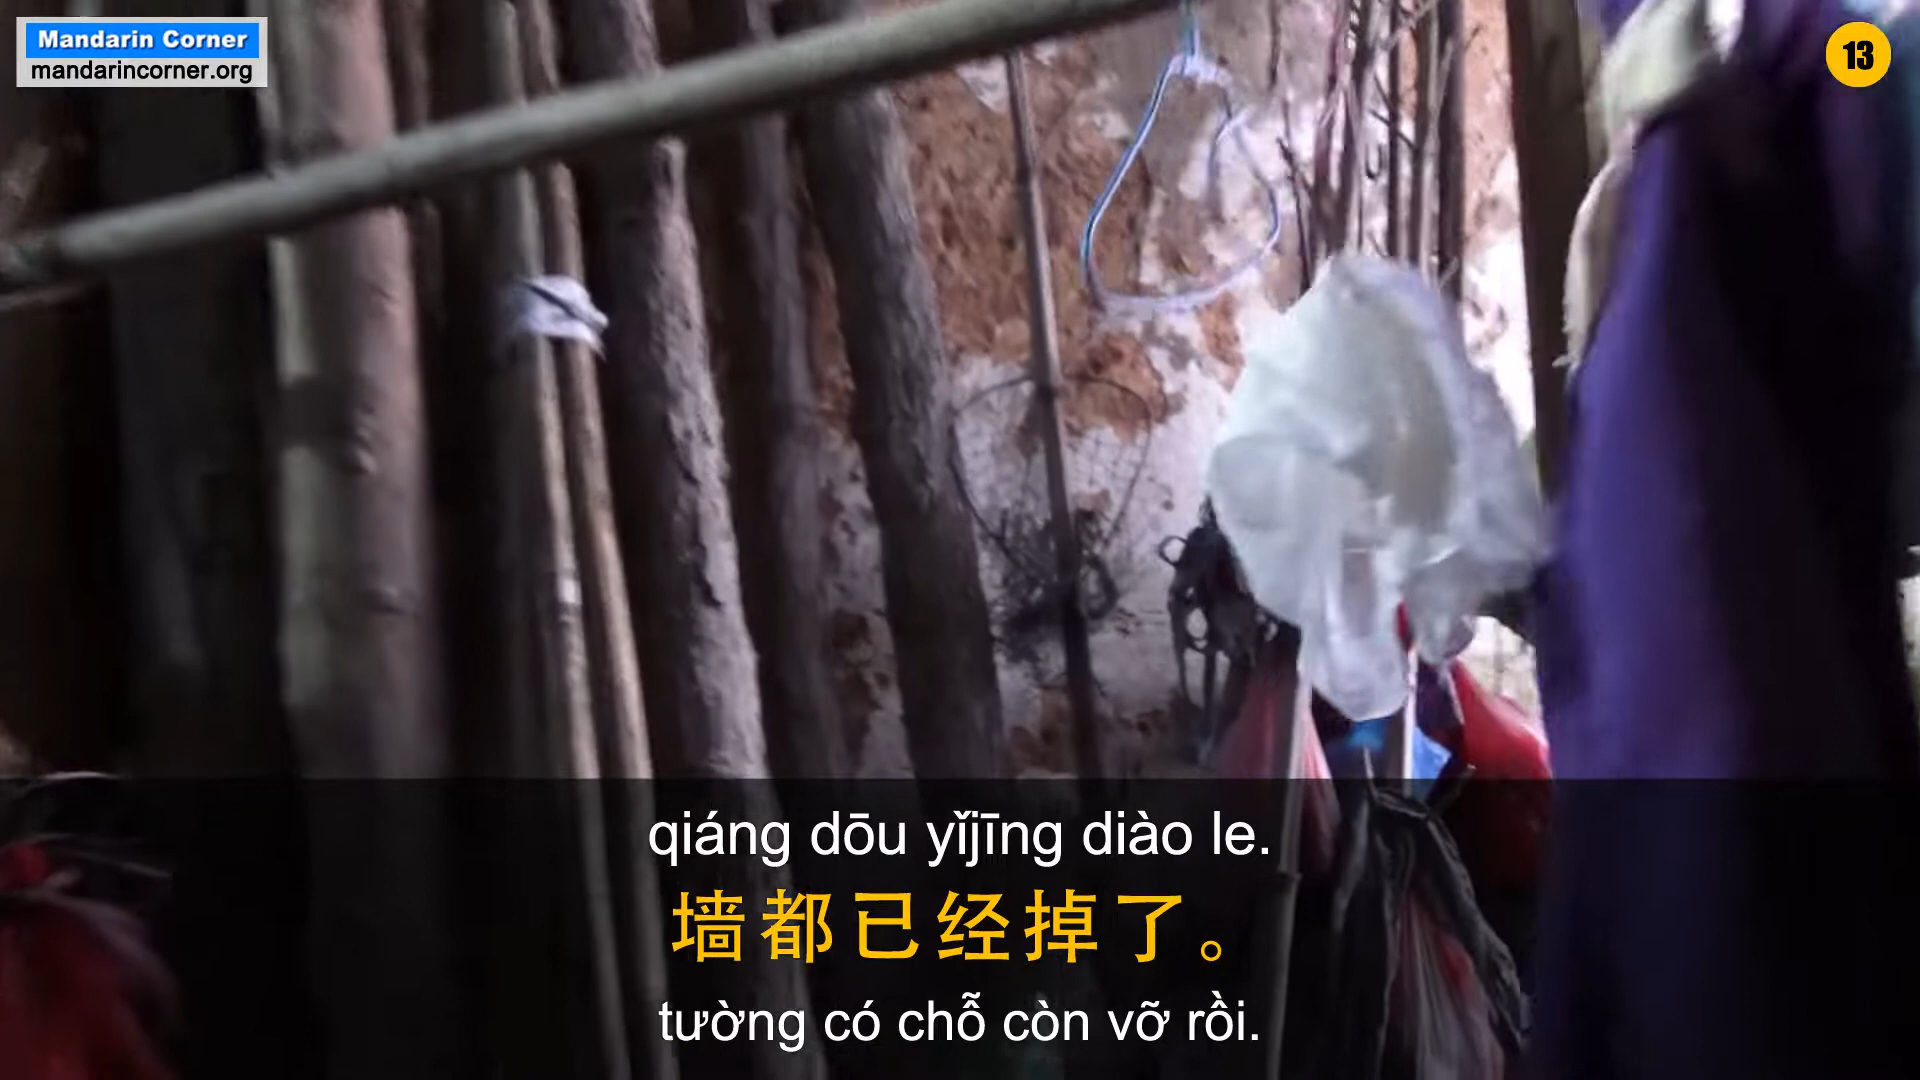 Mandarin Corner
mandarincorner.org
13
qiáng dōu yǐjīng diào le.
墙都已经掉了。
tường có chỗ còn vỡ rồi.